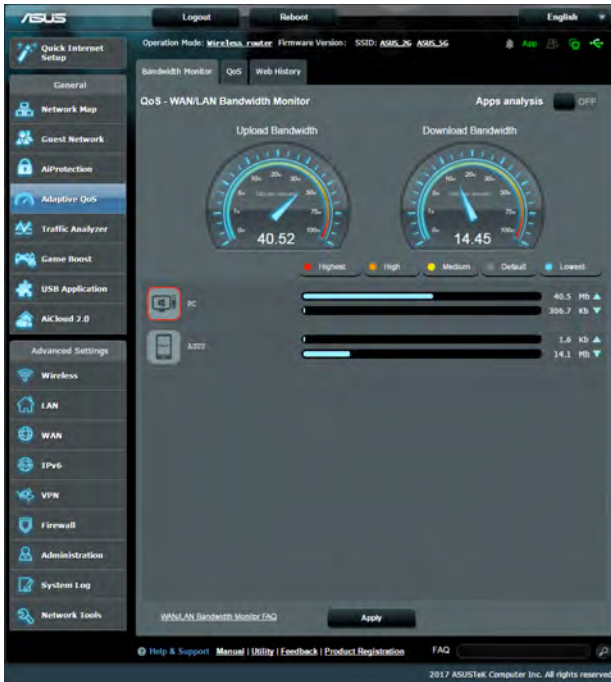 ASUS
Logout
Reboot
English
Quick Internet
Setup
Operation Mode: Wireless router Firmware Version: SSID: ASUS_2G ASUS_5G
App
Bandwidth Monitor
QoS
Web History
General
Network Map
Guest Network
AiProtection
Adaptive QoS
Traffic Analyzer
Game Boost
USB Application
AiCloud 2.0
Advanced Settings
Wireless
LAN
WAN
IPv6
VPN
Firewall
Administration
System Log
Network Tools
QoS - WAN/LAN Bandwidth Monitor
Apps analysis
OFF
Upload Bandwidth
Download Bandwidth
40.52
14.45
Highest
High
Medium
Default
Lowest
PC
40.5 Mb
306.7 Kb
ASUS
1.6 Kb
14.1 Mb
WAN/LAN Bandwidth Monitor FAQ
Apply
Help & Support Manual | Utility | Feedback | Product Registration
FAQ
2017 ASUSTeK Computer Inc. All rights reserved